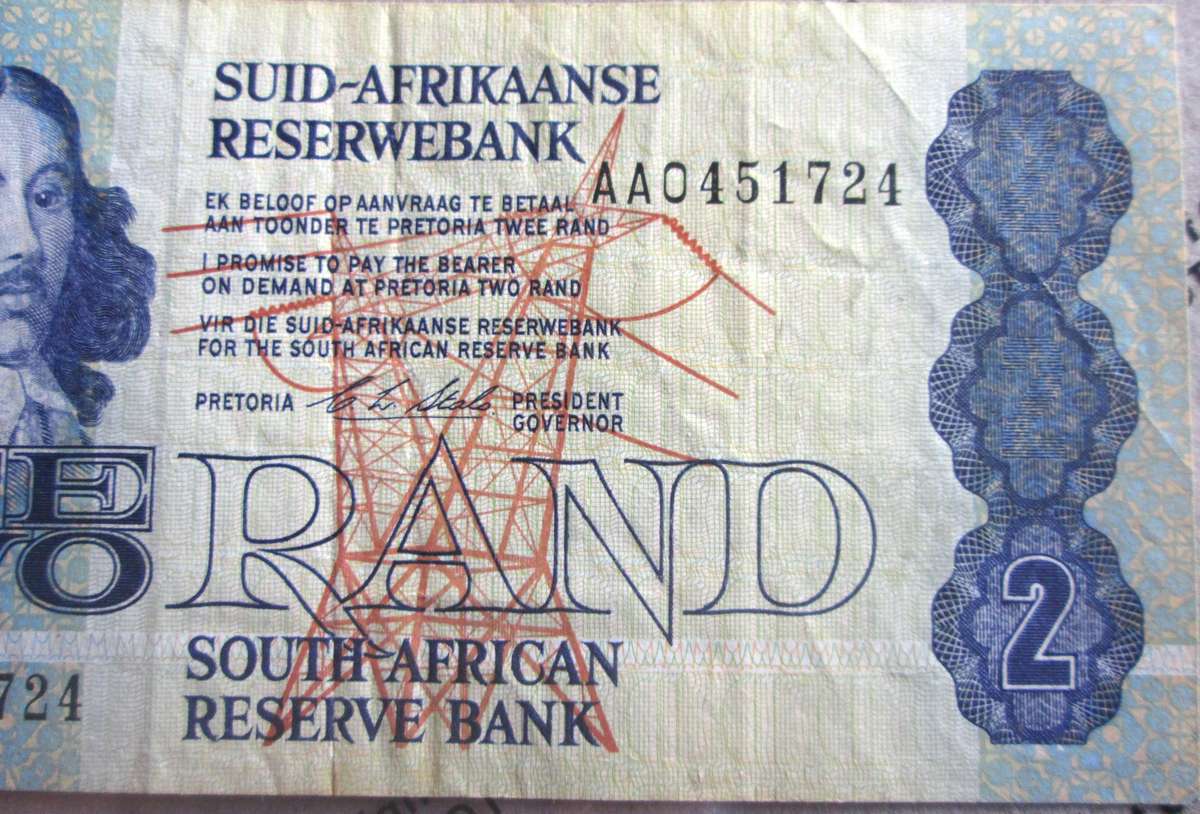 SUID-AFRIKAANSE
RESERWEBANK
AA0451724
EK BELOOF OP AANVRAAG TE BETAAL
AAN TOONDER TE PRETORIA TWEE RAND
I PROMISE TO PAY THE BEARER
ON DEMAND AT PRETORIA TWO RAND
VIR DIE SUID-AFRIKAANSE RESERWEBANK
FOR THE SOUTH AFRICAN RESERVE BANK
PRETORIA PRESIDENT
GOVERNOR
EE
WO
RAND
2
SOUTH AFRICAN
RESERVE BANK
724